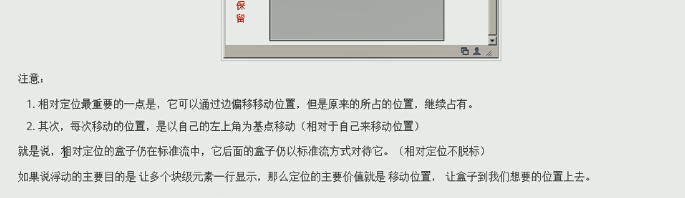 保
留
注意：
1. 相对定位最重要的一点是，它可以通过边偏移移动位置，但是原来的所占的位置，继续占有。
2. 其次，每次移动的位置，是以自己的左上角为基点移动（相对于自己来移动位置）
就是说，相对定位的盒子仍在标准流中，它后面的盒子仍以标准流方式对待它。（相对定位不脱标）
如果说浮动的主要目的是 让多个块级元素一行显示，那么定位的主要价值就是 移动位置， 让盒子到我们想要的位置上去。